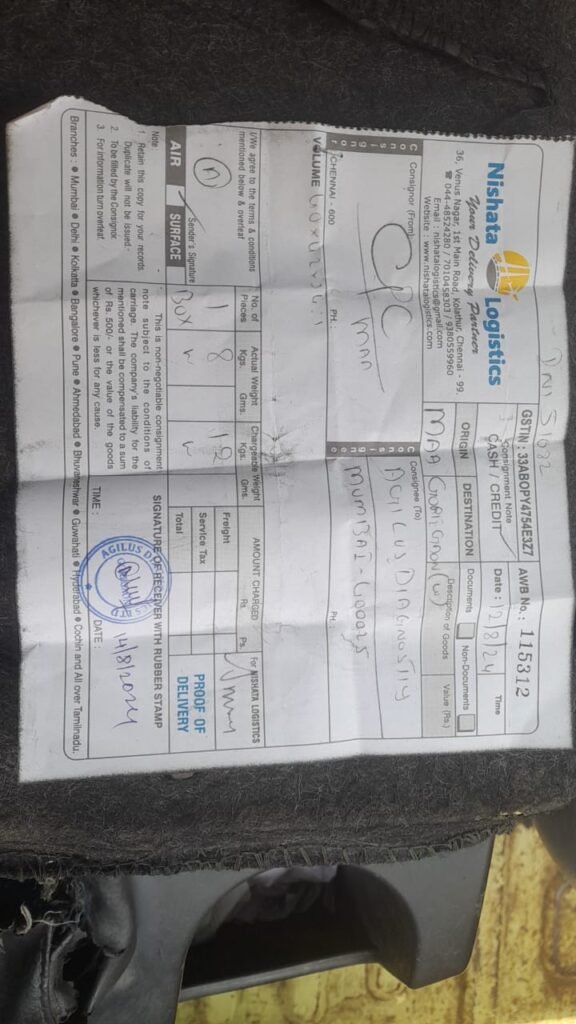 Nishata Logistics
Your Delivery Partner
36, Venus Nagar, 1st Main Road, Kolathur, Chennai - 99.
☎ 044-48524280 / 7010458303 / 9380559960
Email : nishatalogistics@gmail.com
Website : www.nishatalogistics.com
GSTIN : 33ABOPY4754E3Z7
AWB No.: 115312
Consignment Note
CASH / CREDIT
Date : 12/8/24
Time
ORIGIN
DESTINATION
Documents
Non-Documents
MAA
Description of Goods
Value (Rs.)
Consignor (From)
CPC
MAA
CHENNAI - 600
PH.
Consignee (To)
AGILUS DIAGNOSTIY
MUMBAI - 400025
PH.
VOLUME
I/We agree to the terms & conditions
mentioned below & overleaf
Sender's Signature
No. of
Pieces
Actual Weight
Kgs. Gms.
Chargeable Weight
Kgs. Gms.
AMOUNT CHARGED
Rs. Ps.
For NISHATA LOGISTICS
1
8
12
Box
Freight
Service Tax
Total
PROOF OF
DELIVERY
AIR
SURFACE
Note :
1. Retain this copy for your records.
Duplicate will not be issued.
2. To be filled by the Consignor.
3. For information turn overleaf.
This is non-negotiable consignment
note subject to the conditions of
carriage. The company's liability for the
mentioned shall be compensated to a sum
of Rs. 500/- or the value of the goods
whichever is less for any cause.
SIGNATURE OF RECEIVER WITH RUBBER STAMP
AGILUS
TIME :
DATE :
14/8/2024
Branches : ● Mumbai ● Delhi ● Kolkatta ● Bangalore ● Pune ● Ahmedabad ● Bhuvaneshwar ● Guwahati ● Hyderabad ● Cochin and All over Tamilnadu.